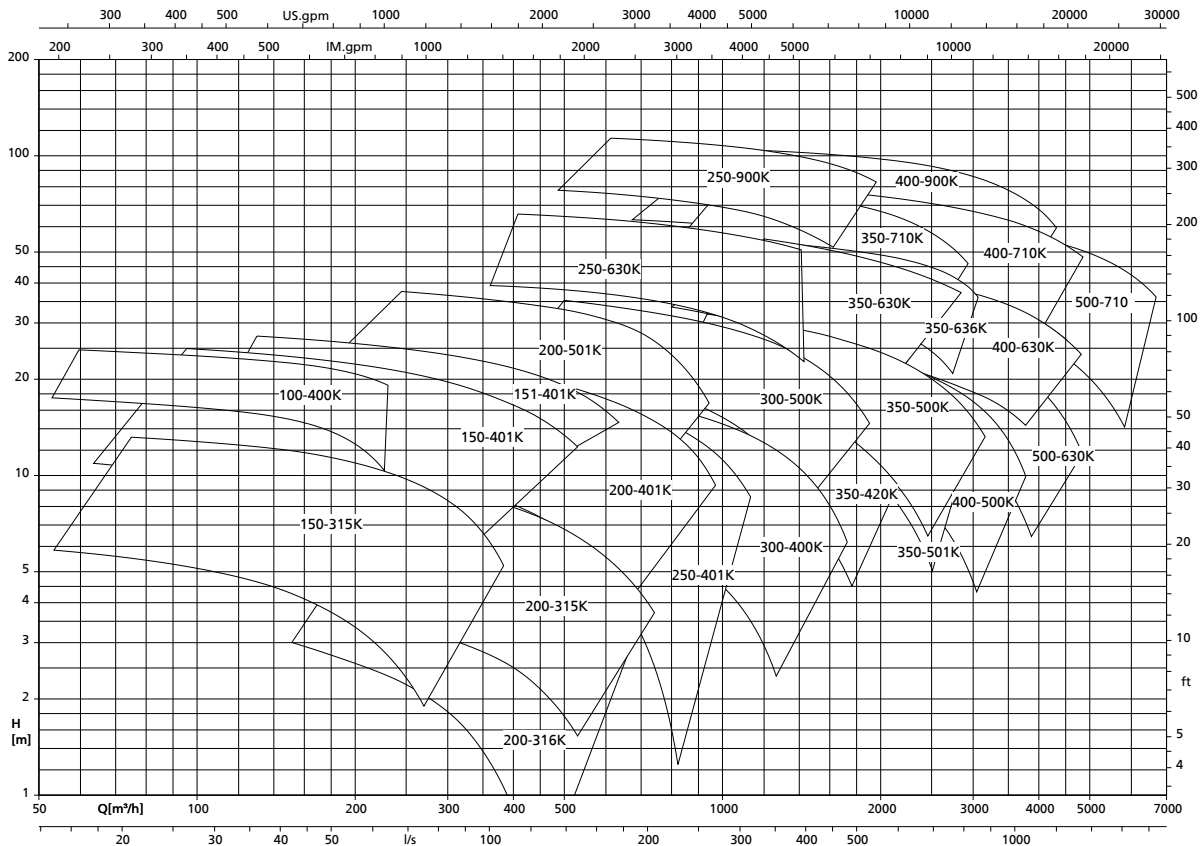 300 400 500 US.gpm 1000 2000 3000 4000 5000 10000 20000 30000
200 300 400 500 IM.gpm 1000 2000 3000 4000 5000 10000 20000
200
500
400
100
300
250-900K
400-900K
200
350-710K
50
400-710K
250-630K
40
500-710
350-630K
100
30
350-636K
400-630K
200-501K
20
100-400K
151-401K
300-500K
350-500K
50
150-401K
40
500-630K
10
200-401K
350-420K
30
400-500K
150-315K
20
300-400K
350-501K
5
250-401K
4
200-315K
10
3
ft
2
H
[m]
200-316K
5
4
1
50 Q[m³/h] 100 200 300 400 500 1000 2000 3000 4000 5000 7000
20 30 40 50 l/s 100 200 300 400 500 1000